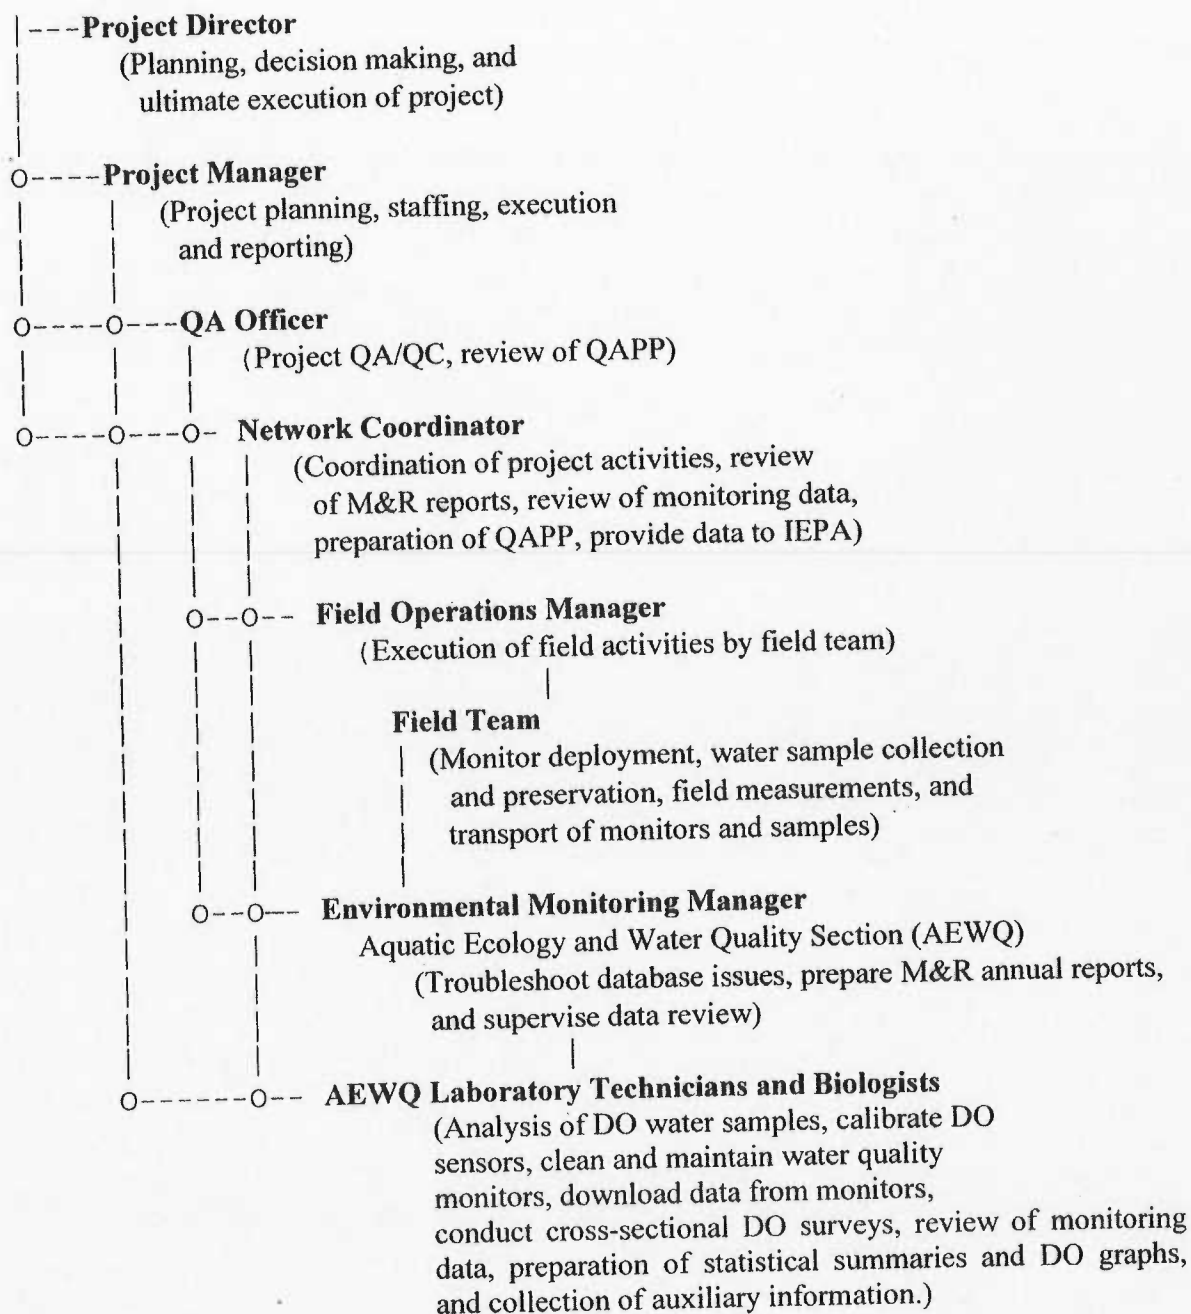 Project Director
(Planning, decision making, and
ultimate execution of project)
Project Manager
(Project planning, staffing, execution
and reporting)
QA Officer
(Project QA/QC, review of QAPP)
Network Coordinator
(Coordination of project activities, review
of M&R reports, review of monitoring data,
preparation of QAPP, provide data to IEPA)
Field Operations Manager
(Execution of field activities by field team)
Field Team
(Monitor deployment, water sample collection
and preservation, field measurements, and
transport of monitors and samples)
Environmental Monitoring Manager
Aquatic Ecology and Water Quality Section (AEWQ)
(Troubleshoot database issues, prepare M&R annual reports,
and supervise data review)
AEWQ Laboratory Technicians and Biologists
(Analysis of DO water samples, calibrate DO
sensors, clean and maintain water quality
monitors, download data from monitors,
conduct cross-sectional DO surveys, review of monitoring
data, preparation of statistical summaries and DO graphs,
and collection of auxiliary information.)